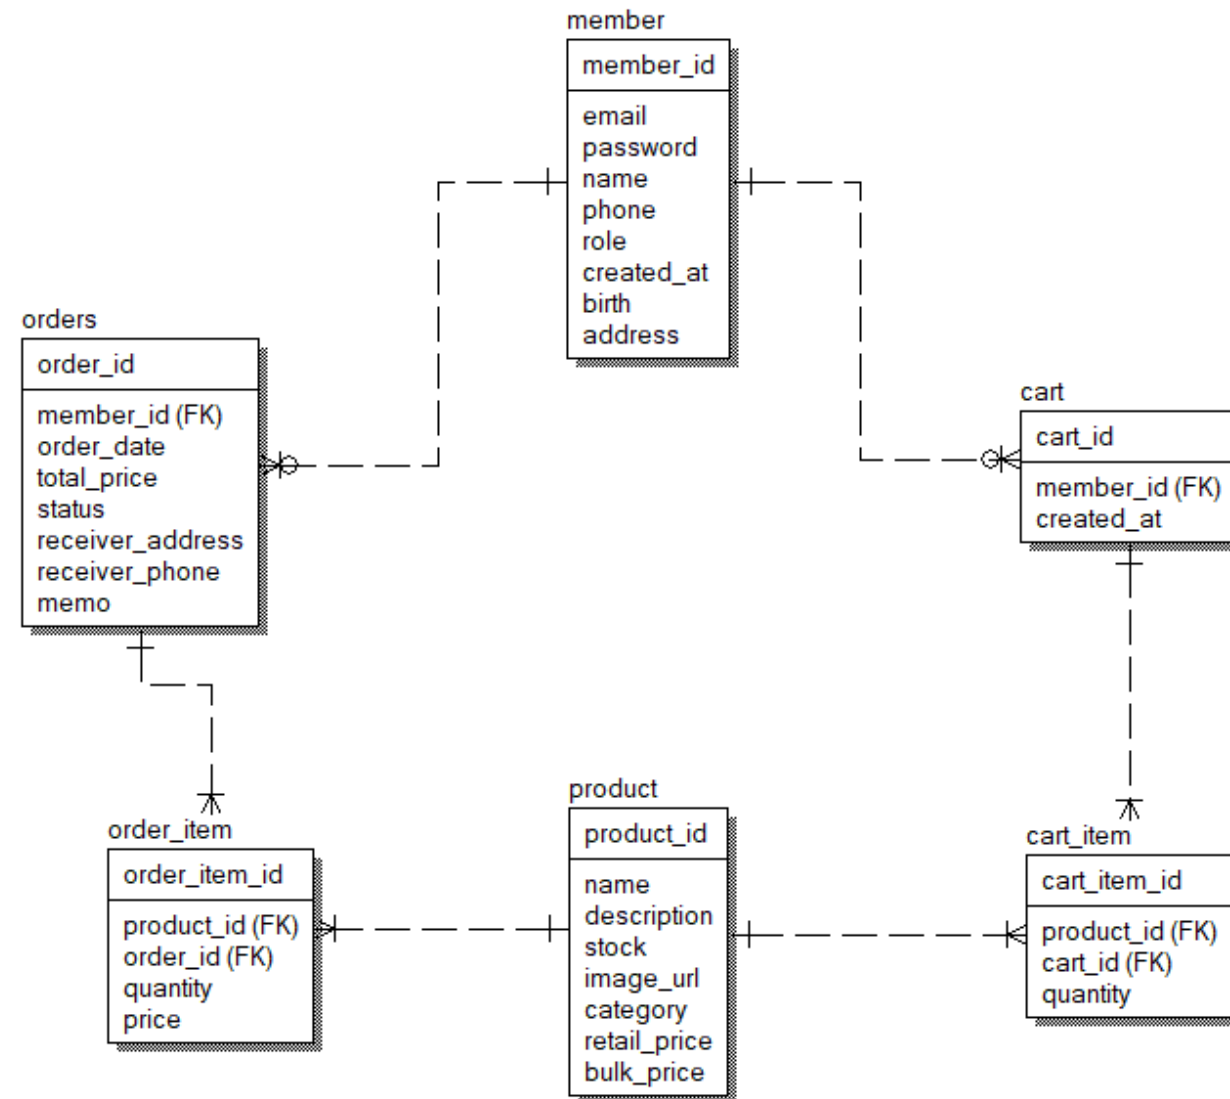 member
member_id
email
password
name
phone
role
created_at
birth
address
orders
order_id
member_id (FK)
order_date
total_price
status
receiver_address
receiver_phone
memo
cart
cart_id
member_id (FK)
created_at
order_item
order_item_id
product_id (FK)
order_id (FK)
quantity
price
product
product_id
name
description
stock
image_url
category
retail_price
bulk_price
cart_item
cart_item_id
product_id (FK)
cart_id (FK)
quantity